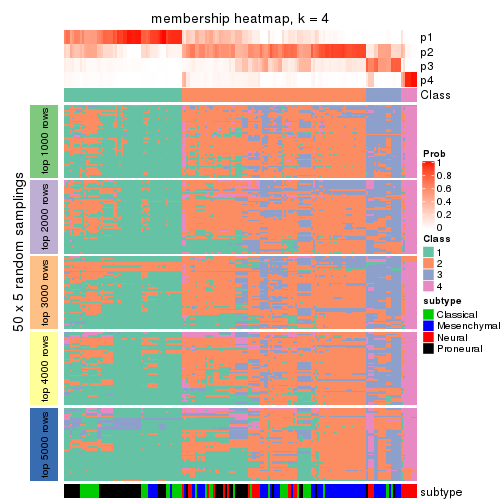 membership heatmap, k = 4
p1
p2
p3
p4
Class
50 x 5 random samplings
top 1000 rows
top 2000 rows
top 3000 rows
top 4000 rows
top 5000 rows
Prob
1
0.8
0.6
0.4
0.2
0
Class
1
2
3
4
subtype
Classical
Mesenchymal
Neural
Proneural
subtype